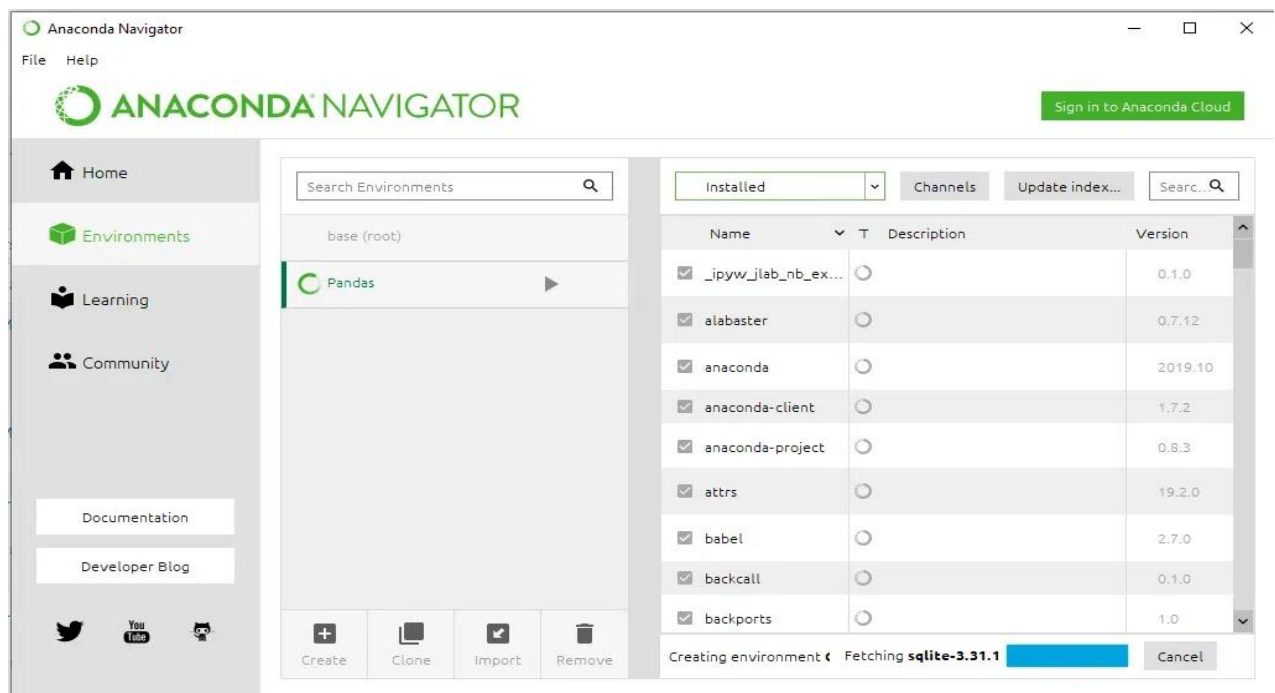 Anaconda Navigator
File Help
ANACONDA NAVIGATOR
Sign in to Anaconda Cloud
Home
Environments
Learning
Community
Documentation
Developer Blog
You Tube
Search Environments
base (root)
Pandas
Create Clone Import Remove
Installed Channels Update index... Searc...
Name T Description Version
_ipyw_jlab_nb_ex... 0.1.0
alabaster 0.7.12
anaconda 2019.10
anaconda-client 1.7.2
anaconda-project 0.8.3
attrs 19.2.0
babel 2.7.0
backcall 0.1.0
backports 1.0
Creating environment Fetching sqlite-3.31.1 Cancel